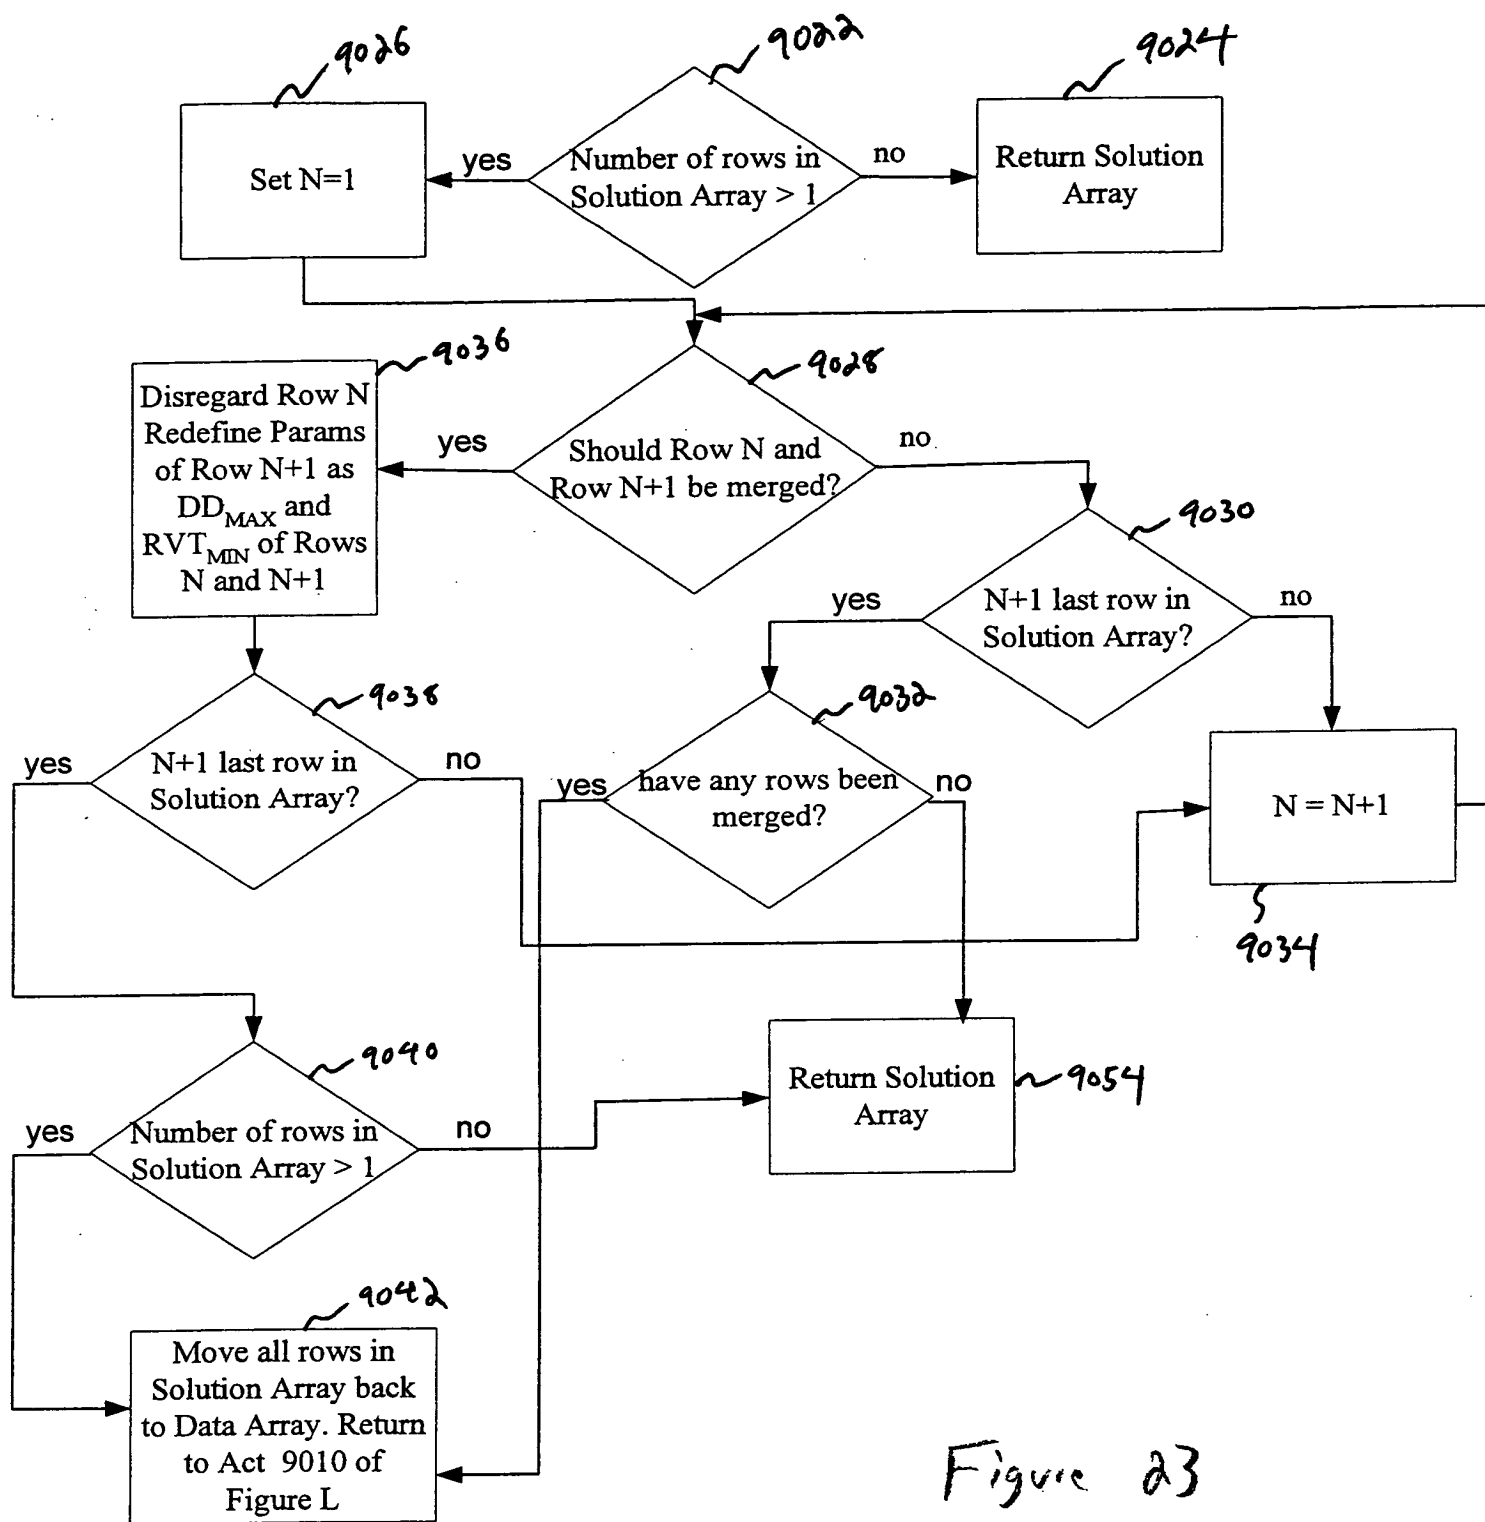 9026
9022
9024
Set N=1
yes
Number of rows in
Solution Array > 1
no
Return Solution
Array
9036
9028
Disregard Row N
Redefine Params
of Row N+1 as
DDMAX and
RVTMIN of Rows
N and N+1
yes
Should Row N and
Row N+1 be merged?
no
9030
yes
N+1 last row in
Solution Array?
no
9038
9032
yes
N+1 last row in
Solution Array?
no
yes
have any rows been
merged?
no
N = N+1
9034
9040
yes
Number of rows in
Solution Array > 1
no
Return Solution
Array
9054
9042
Move all rows in
Solution Array back
to Data Array. Return
to Act 9010 of
Figure L
Figure 23